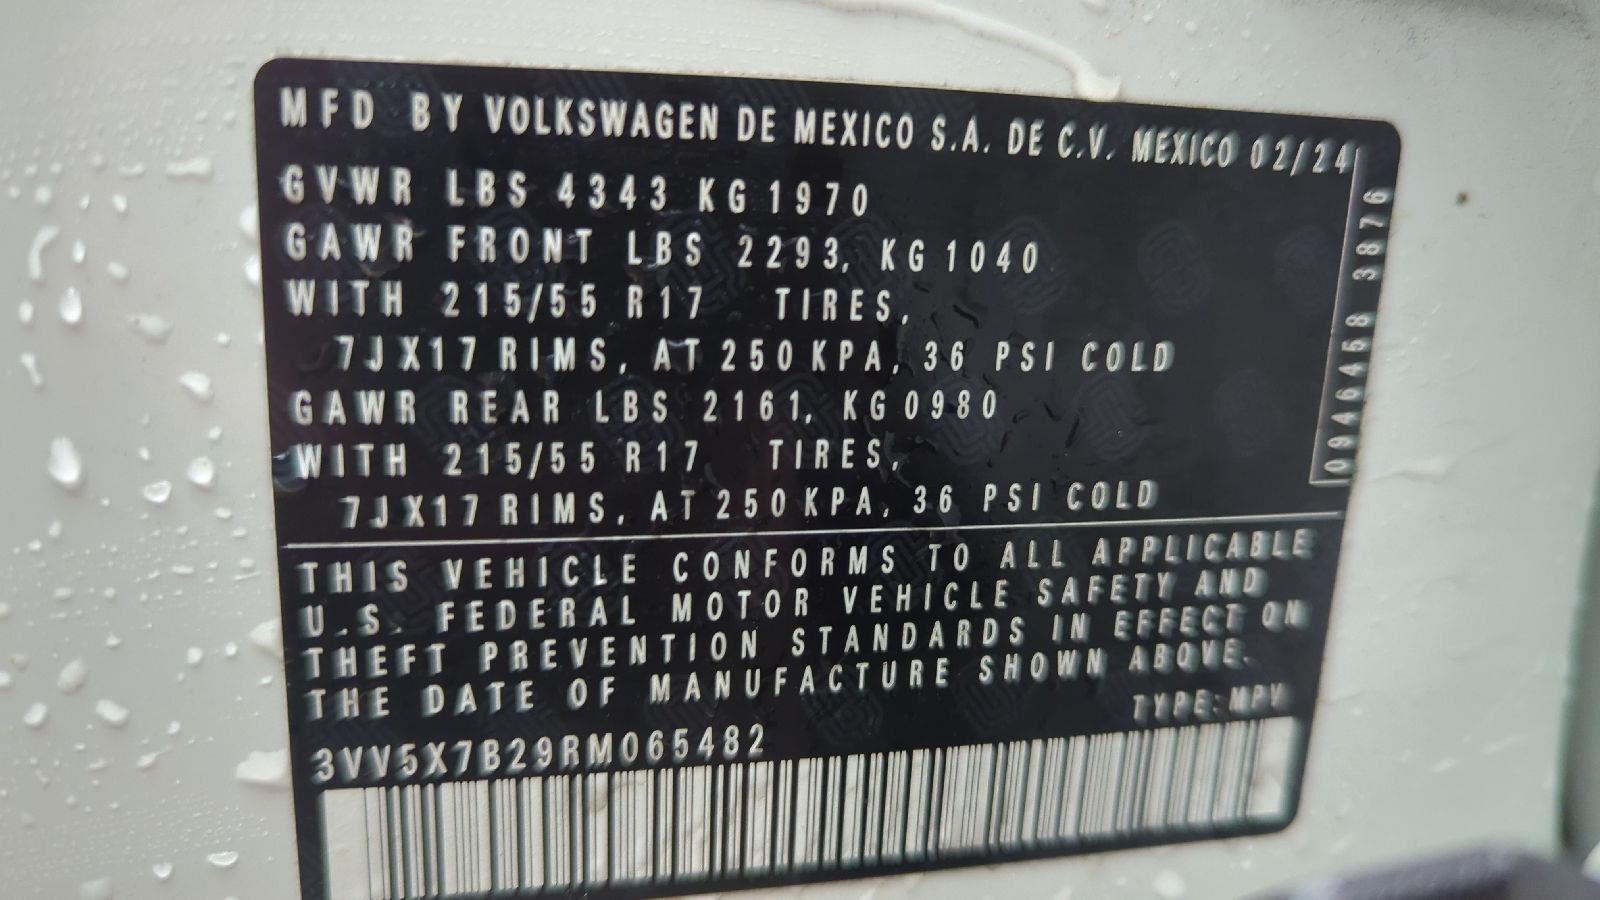 MFD BY VOLKSWAGEN DE MEXICO S.A. DE C.V. MEXICO 02/24
GVWR LBS 4343 KG 1970
GAWR FRONT LBS 2293, KG 1040
WITH 215/55 R17 TIRES,
7JX17 RIMS, AT 250 KPA, 36 PSI COLD
GAWR REAR LBS 2161, KG 0980
WITH 215/55 R17 TIRES,
7JX17 RIMS, AT 250 KPA, 36 PSI COLD
0946458 3876
THIS VEHICLE CONFORMS TO ALL APPLICABLE
U.S. FEDERAL MOTOR VEHICLE SAFETY AND
THEFT PREVENTION STANDARDS IN EFFECT ON
THE DATE OF MANUFACTURE SHOWN ABOVE.
TYPE: MPV
3VV5X7B29RM065482